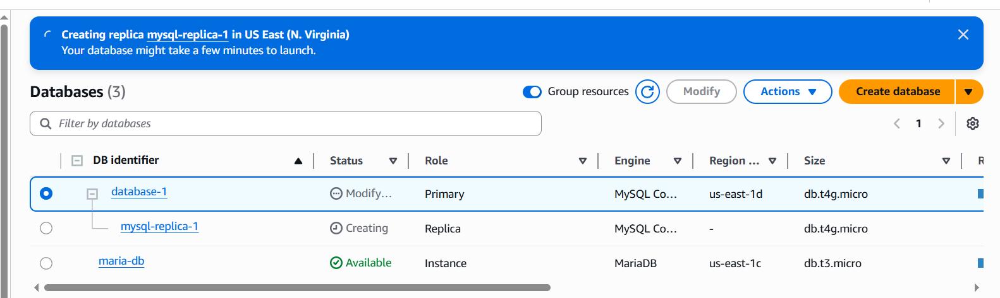 Creating replica mysql-replica-1 in US East (N. Virginia)
Your database might take a few minutes to launch.
Databases (3)
Group resources
Modify
Actions
Create database
Filter by databases
1
DB identifier Status Role Engine Region ... Size R
database-1 Modify... Primary MySQL Co... us-east-1d db.t4g.micro
mysql-replica-1 Creating Replica MySQL Co... - db.t4g.micro
maria-db Available Instance MariaDB us-east-1c db.t3.micro